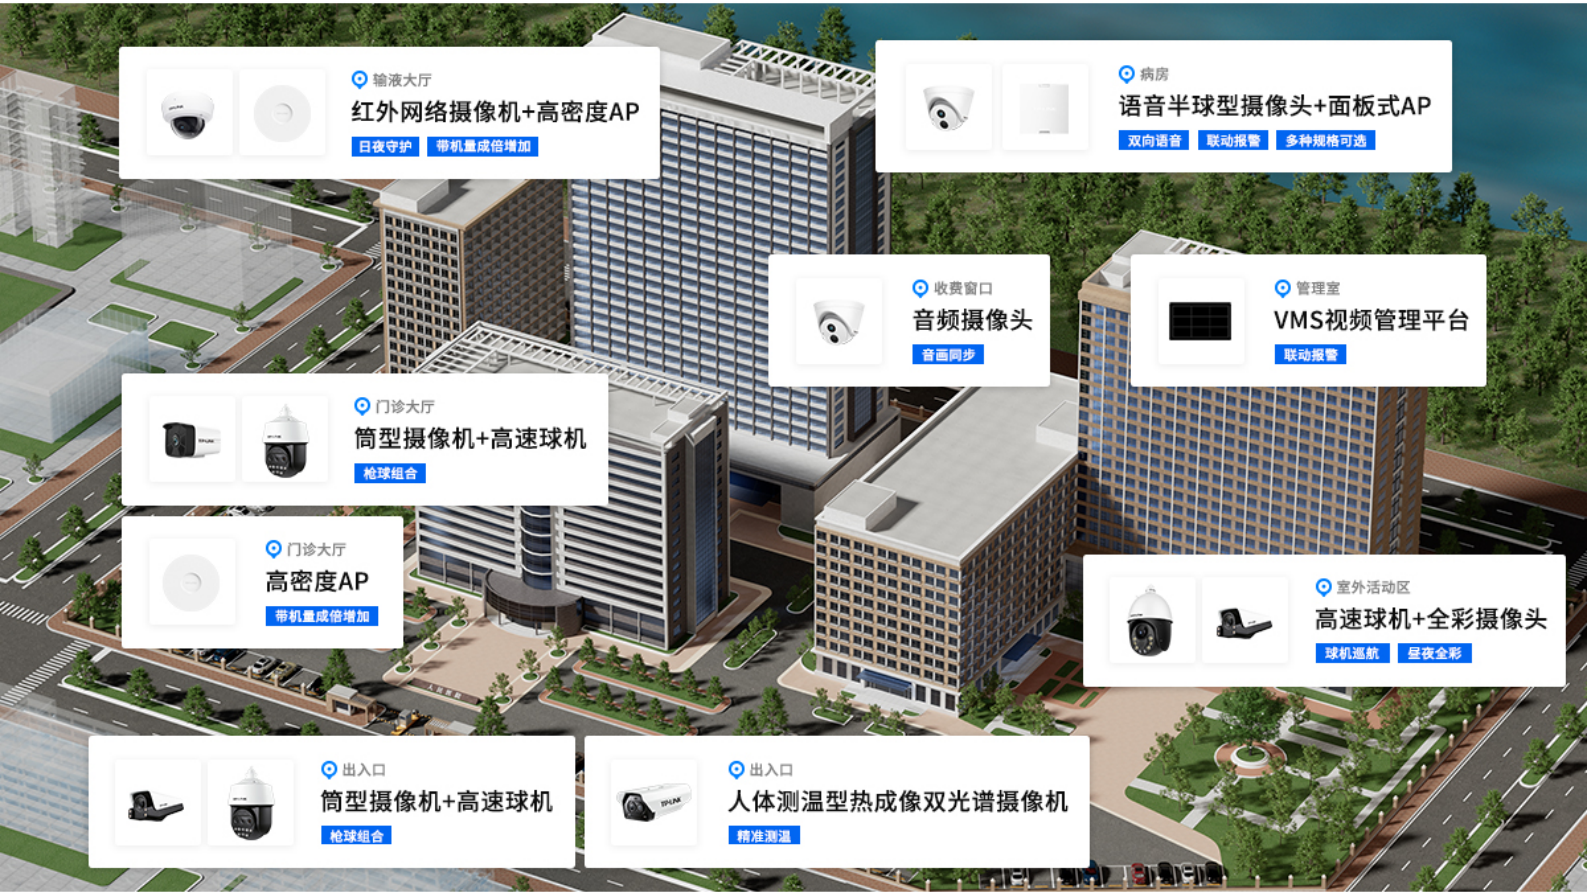 输液大厅
红外网络摄像机+高密度AP
日夜守护 带机量成倍增加
病房
语音半球型摄像头+面板式AP
双向语音 联动报警 多种规格可选
收费窗口
音频摄像头
音画同步
管理室
VMS视频管理平台
联动报警
门诊大厅
筒型摄像机+高速球机
枪球组合
TP-LINK
门诊大厅
高密度AP
带机量成倍增加
室外活动区
高速球机+全彩摄像头
球机巡航 昼夜全彩
出入口
筒型摄像机+高速球机
枪球组合
出入口
人体测温型热成像双光谱摄像机
精准测温
TP-LINK